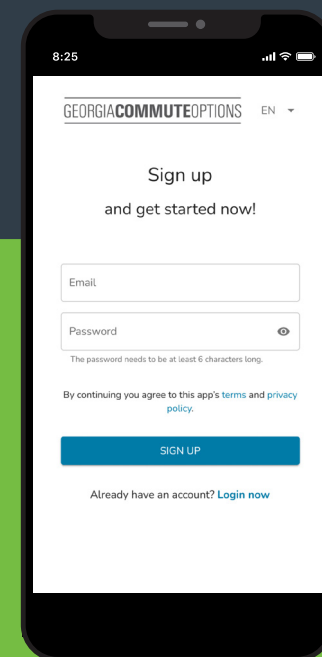 8:25
GEORGIACOMMUTEOPTIONS EN
Sign up
and get started now!
Email
Password
The password needs to be at least 6 characters long.
By continuing you agree to this app's terms and privacy
policy.
SIGN UP
Already have an account? Login now